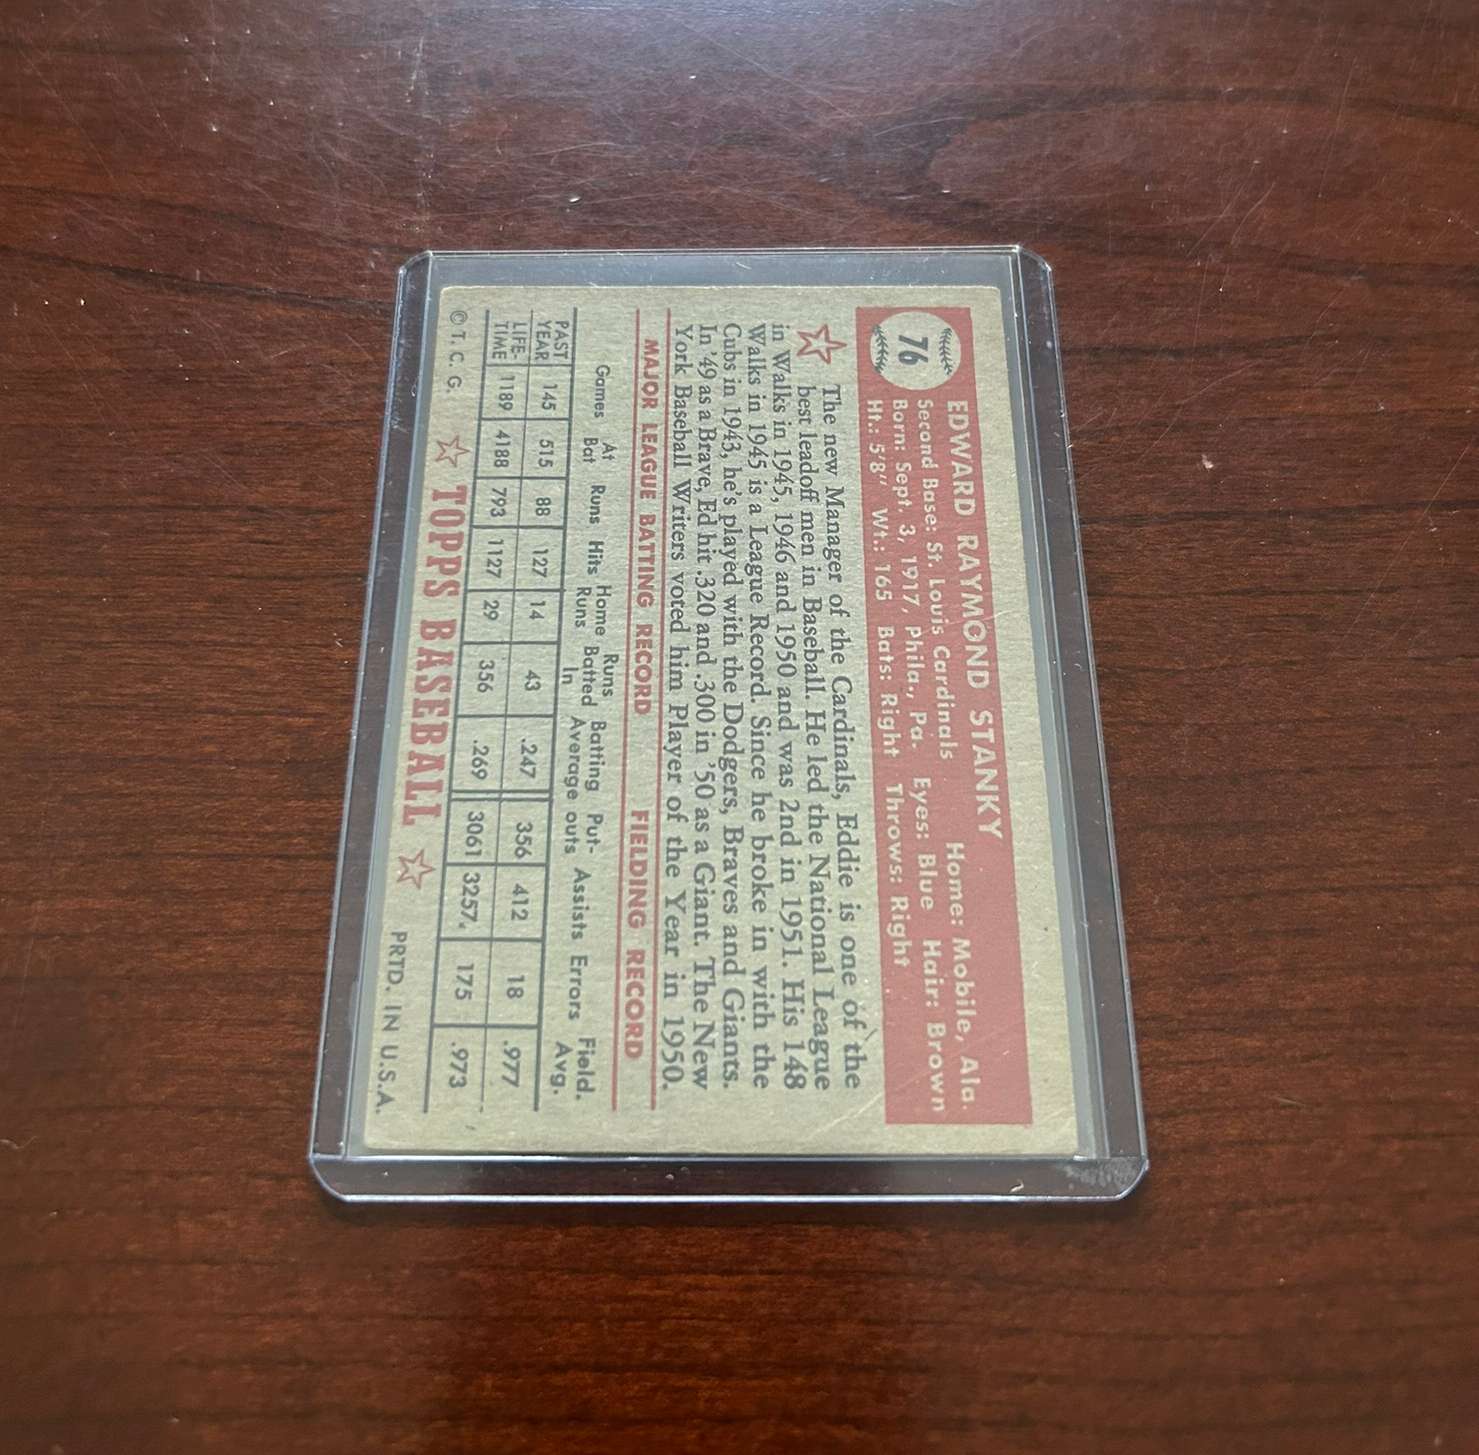 76
EDWARD RAYMOND STANKY
Second Base: St. Louis Cardinals Home: Mobile, Ala.
Born: Sept. 3, 1917, Phila., Pa. Eyes: Blue Hair: Brown
Ht.: 5'8" Wt.: 165 Bats: Right Throws: Right
The new Manager of the Cardinals, Eddie is one of the
best leadoff men in Baseball. He led the National League
in Walks in 1945, 1946 and 1950 and was 2nd in 1951. His 148
Walks in 1945 is a League Record. Since he broke in with the
Cubs in 1943, he's played with the Dodgers, Braves and Giants.
In '49 as a Brave, Ed hit .320 and .300 in '50 as a Giant. The New
York Baseball Writers voted him Player of the Year in 1950.
MAJOR LEAGUE BATTING RECORD FIELDING RECORD
Games At Bat Runs Hits Home Runs Runs Batted In Batting Average Put-outs Assists Errors Field. Avg.
PAST YEAR 145 515 88 127 14 43 .247 356 412 18 .977
LIFE-TIME 1189 4188 793 1127 29 356 .269 3061 3257 175 .973
© T. C. G. TOPPS BASEBALL PRTD. IN U.S.A.